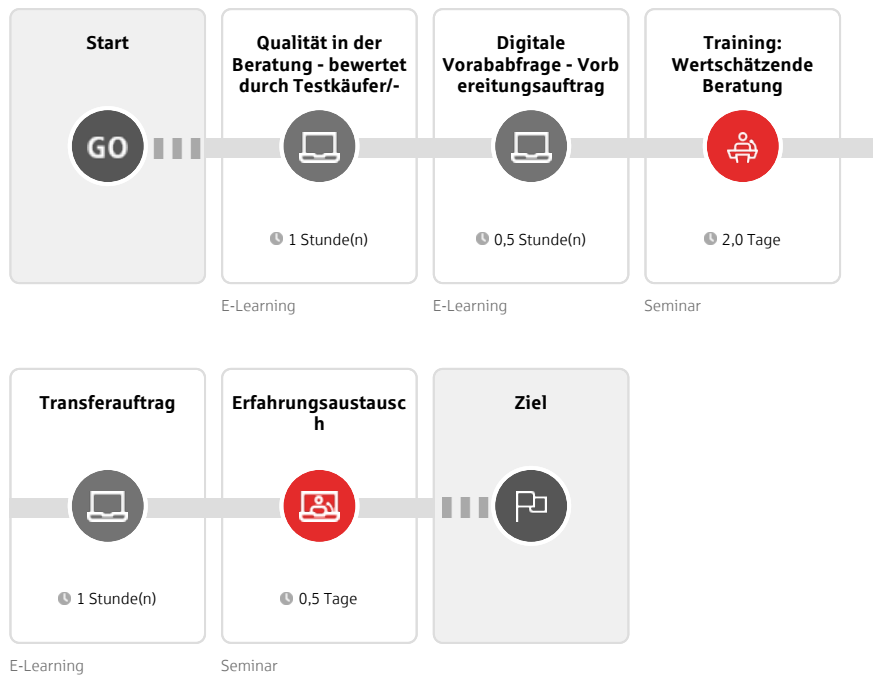 Start
GO
Qualität in der
Beratung - bewertet
durch Testkäufer/-
1 Stunde(n)
E-Learning
Digitale
Vorababfrage - Vorb
ereitungsauftrag
0,5 Stunde(n)
E-Learning
Training:
Wertschätzende
Beratung
2,0 Tage
Seminar
Transferauftrag
1 Stunde(n)
E-Learning
Erfahrungsaustausc
h
0,5 Tage
Seminar
Ziel